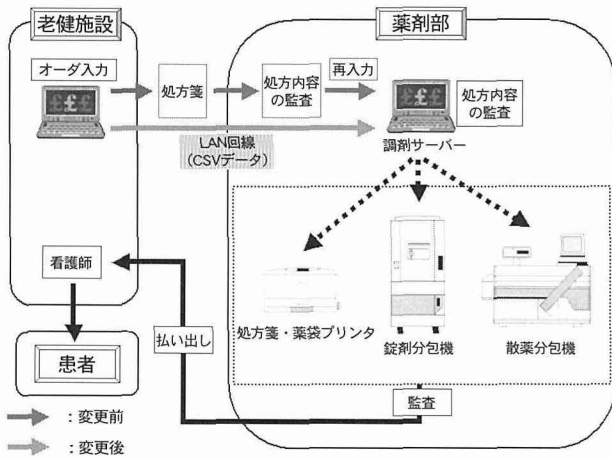 老健施設
薬剤部
オーダ入力
処方箋
処方内容
の監査
再入力
処方内容
の監査
LAN回線
(CSVデータ)
調剤サーバー
看護師
処方箋・薬袋プリンタ
錠剤分包機
散薬分包機
払い出し
患者
監査
：変更前
：変更後